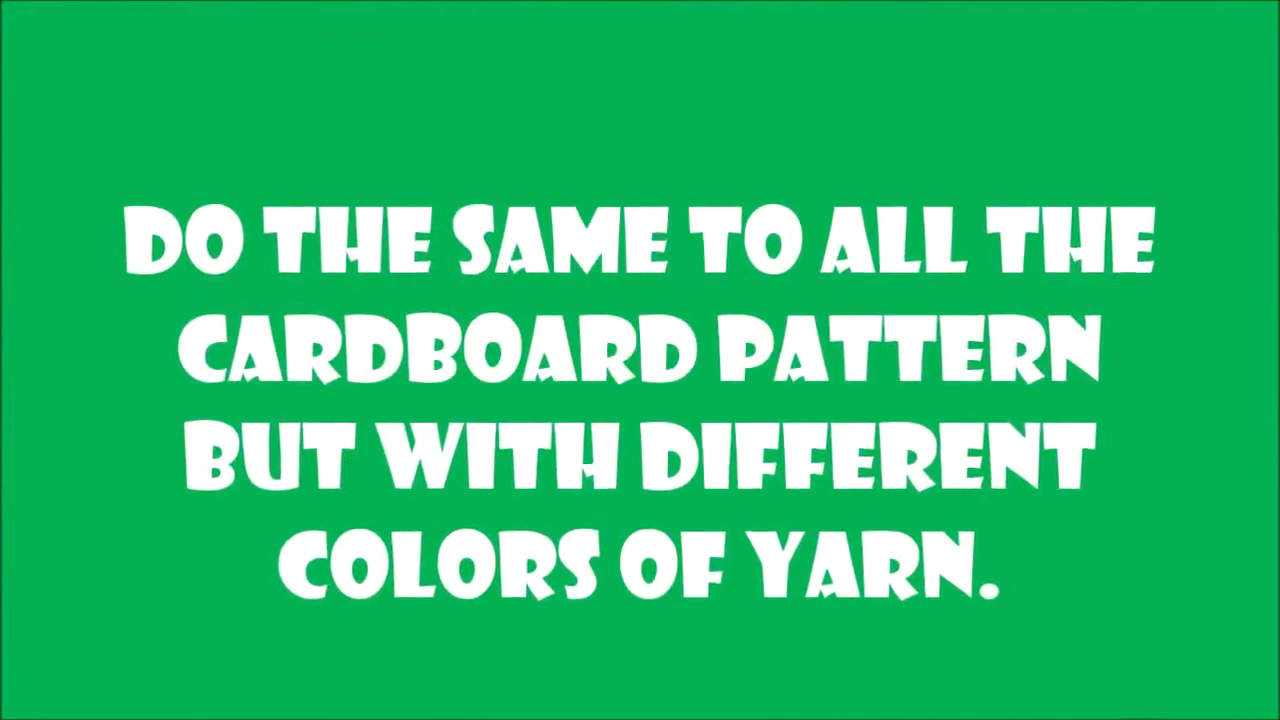 DO THE SAME TO ALL THE
CARDBOARD PATTERN
BUT WITH DIFFERENT
COLORS OF YARN.